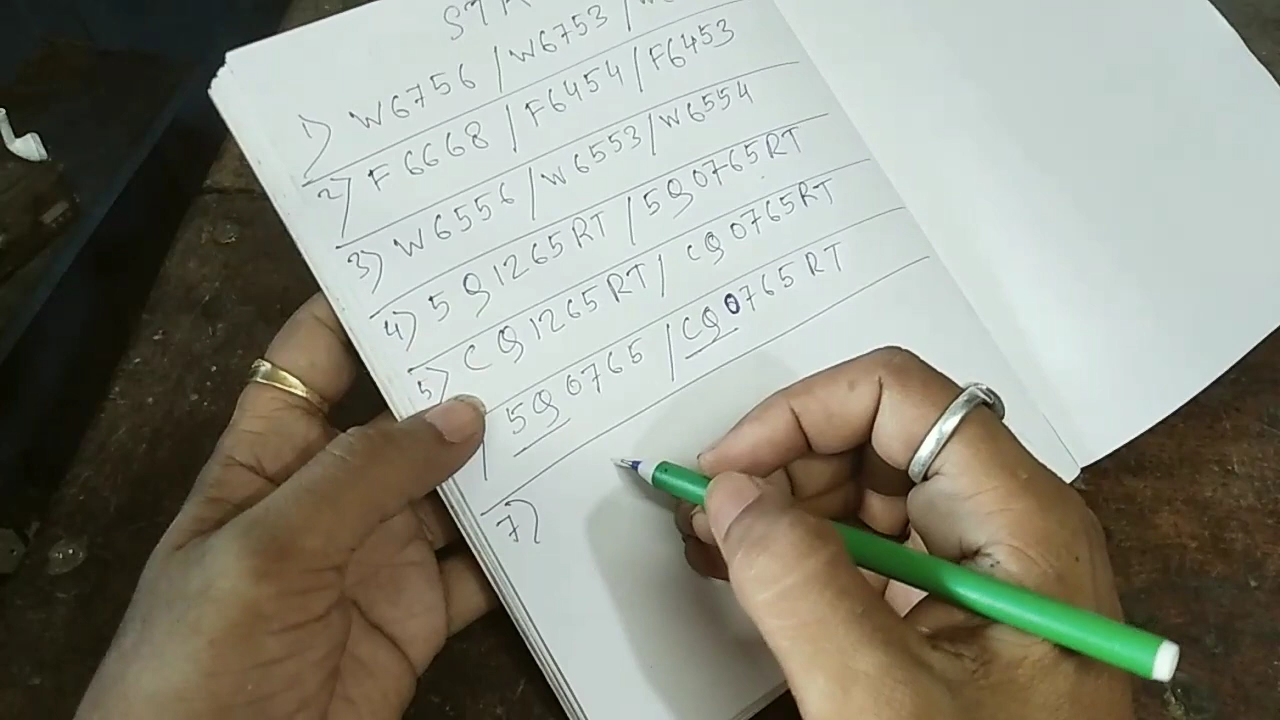 STR
1) W6756 / W6753 /
2) F6668 / F6454 / F6453
3) W6556 / W6553 / W6554
4) 5Q1265RT / 5Q0765RT
5) CQ1265RT / CQ0765RT
5Q0765 / CQ0765RT
7)